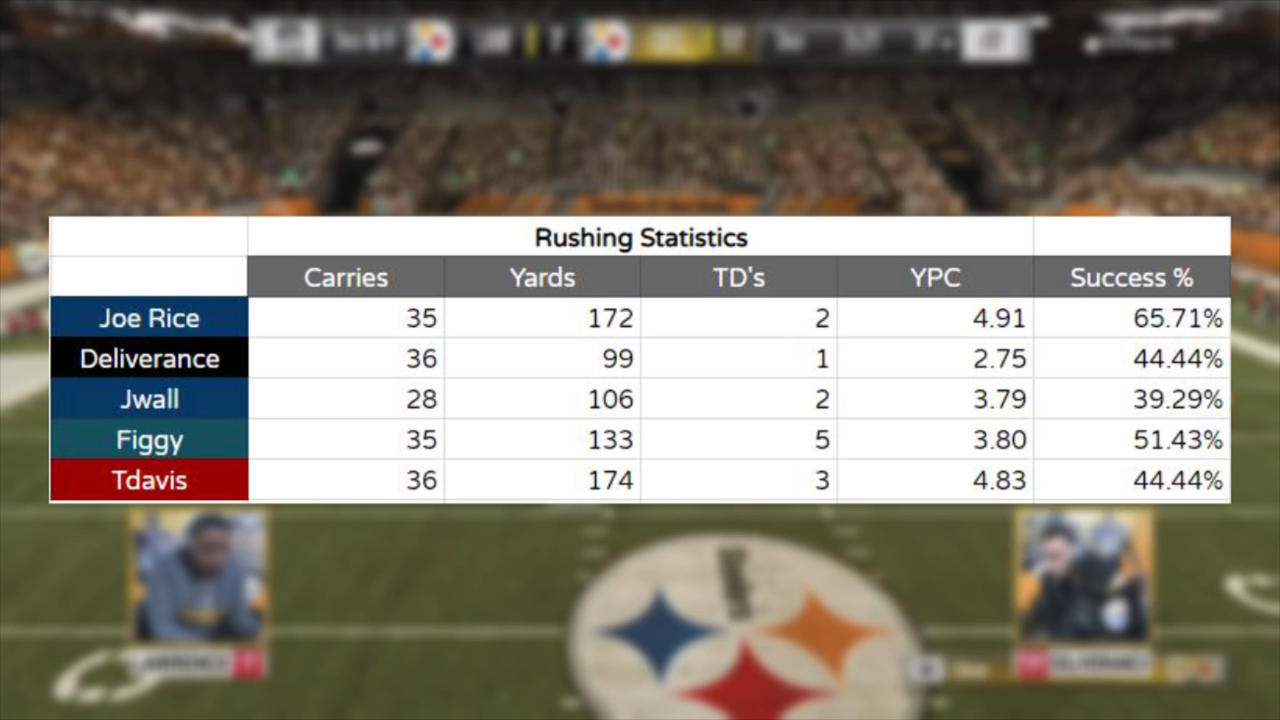 Rushing Statistics
Carries Yards TD's YPC Success %
Joe Rice 35 172 2 4.91 65.71%
Deliverance 36 99 1 2.75 44.44%
Jwall 28 106 2 3.79 39.29%
Figgy 35 133 5 3.80 51.43%
Tdavis 36 174 3 4.83 44.44%